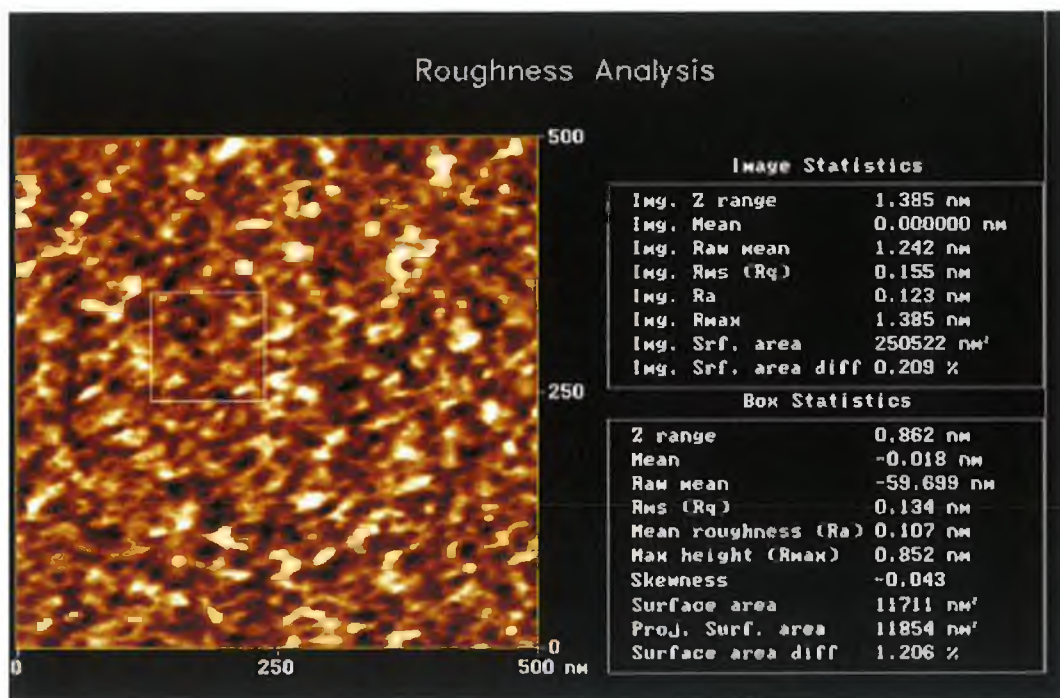 Roughness Analysis
500
250
0
0 250 500 nm
Image Statistics
Img. Z range 1.385 nm
Img. Mean 0.000000 nm
Img. Raw mean 1.242 nm
Img. Rms (Rq) 0.155 nm
Img. Ra 0.123 nm
Img. Rmax 1.385 nm
Img. Srf. area 250522 nm²
Img. Srf. area diff 0.209 %
Box Statistics
Z range 0.862 nm
Mean -0.018 nm
Raw mean -59.699 nm
Rms (Rq) 0.134 nm
Mean roughness (Ra) 0.107 nm
Max height (Rmax) 0.852 nm
Skewness -0.043
Surface area 11711 nm²
Proj. Surf. area 11854 nm²
Surface area diff 1.206 %